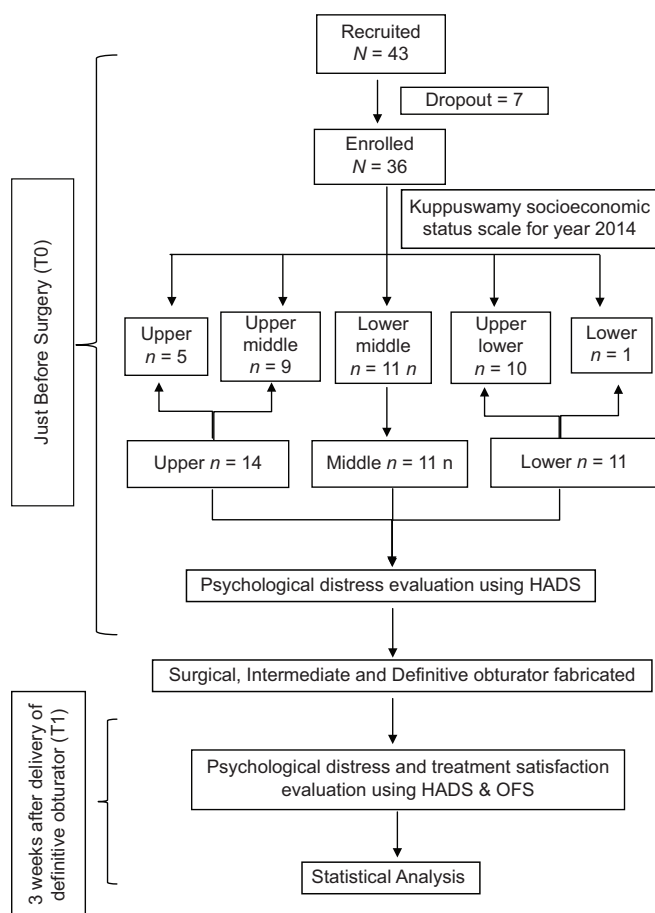 Recruited
N = 43
Dropout = 7
Enrolled
N = 36
Kuppuswamy socioeconomic
status scale for year 2014
Just Before Surgery (T0)
Upper
n = 5
Upper
middle
n = 9
Lower
middle
n = 11 n
Upper
lower
n = 10
Lower
n = 1
Upper n = 14
Middle n = 11 n
Lower n = 11
Psychological distress evaluation using HADS
Surgical, Intermediate and Definitive obturator fabricated
3 weeks after delivery of
definitive obturator (T1)
Psychological distress and treatment satisfaction
evaluation using HADS & OFS
Statistical Analysis